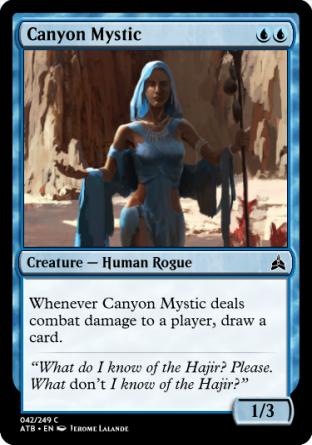 Canyon Mystic
Creature — Human Rogue
Whenever Canyon Mystic deals
combat damage to a player, draw a
card.
“What do I know of the Hajir? Please.
What don’t I know of the Hajir?”
1/3
042/249 C
ATB • EN Jerome Lalande